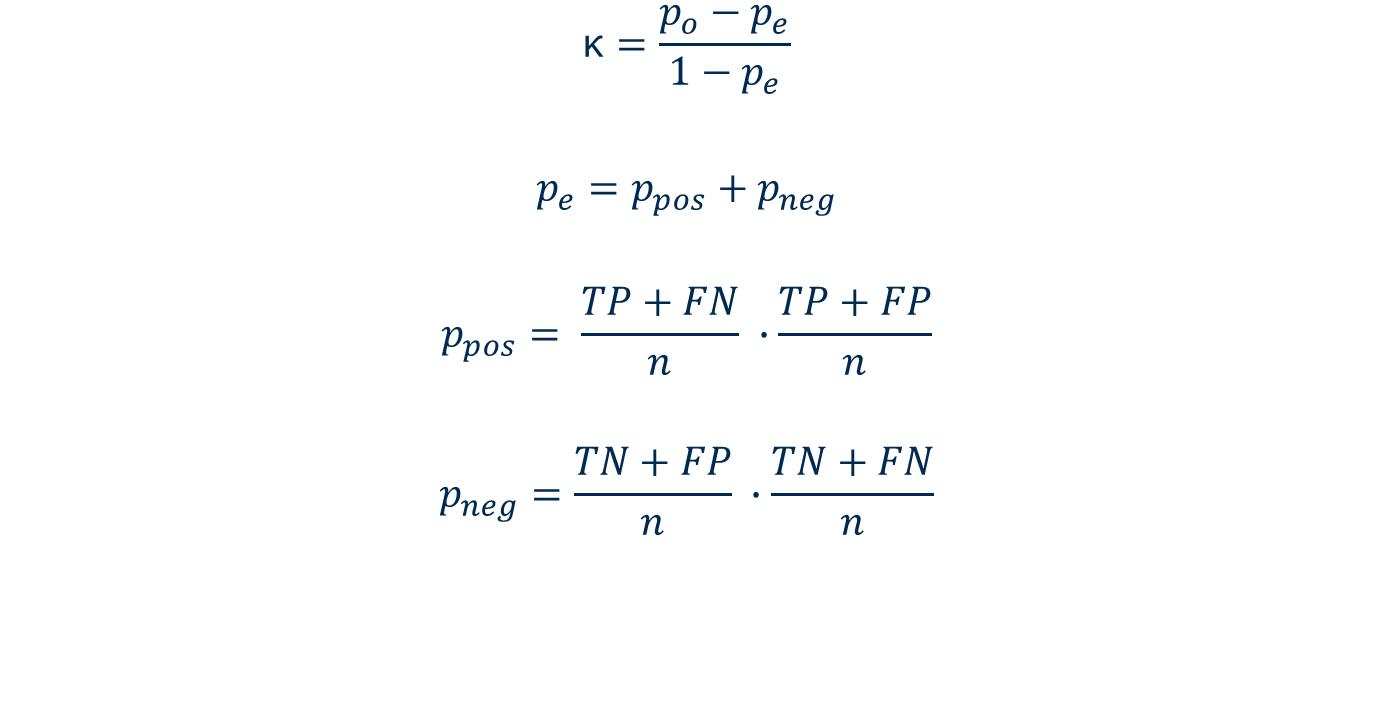 κ = (p_o − p_e) / (1 − p_e)
p_e = p_pos + p_neg
p_pos = (TP + FN) / n · (TP + FP) / n
p_neg = (TN + FP) / n · (TN + FN) / n